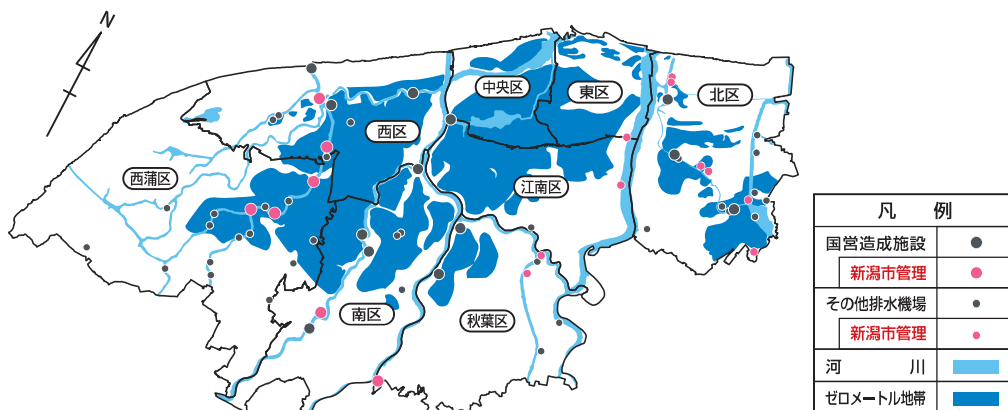 N
北区
中央区
東区
西区
西蒲区
江南区
南区
秋葉区
凡 例
国営造成施設
新潟市管理
その他排水機場
新潟市管理
河 川
ゼロメートル地帯